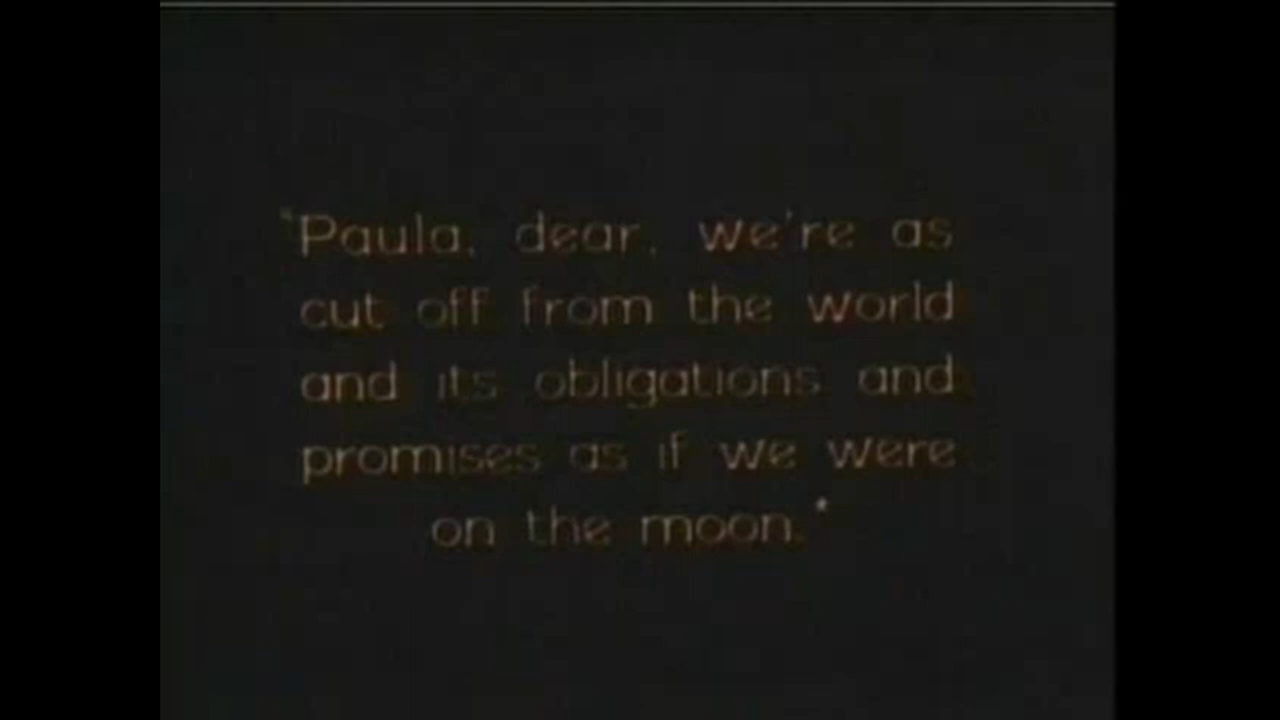 "Paula, dear, we're as
cut off from the world
and its obligations and
promises as if we were
on the moon."